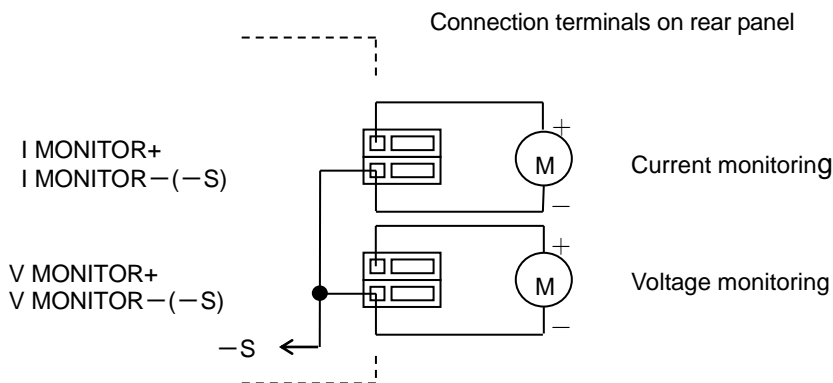 Connection terminals on rear panel
I MONITOR+
I MONITOR－(－S)
+
M
－
Current monitoring
V MONITOR+
V MONITOR－(－S)
+
M
－
Voltage monitoring
－S